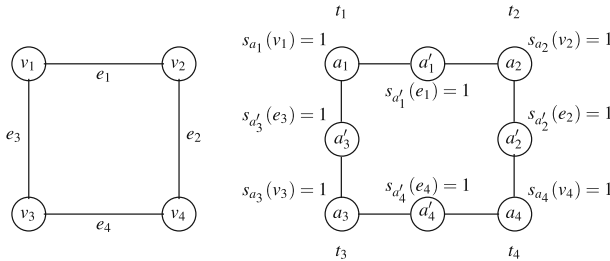 t₁ t₂
s_{a₁}(v₁) = 1 s_{a₂}(v₂) = 1
v₁ v₂ a₁ a′₁ a₂
e₁ s_{a′₁}(e₁) = 1
s_{a′₃}(e₃) = 1 s_{a′₂}(e₂) = 1
e₃ e₂ a′₃ a′₂
s_{a₃}(v₃) = 1 s_{a′₄}(e₄) = 1 s_{a₄}(v₄) = 1
v₃ v₄ a₃ a′₄ a₄
e₄
t₃ t₄